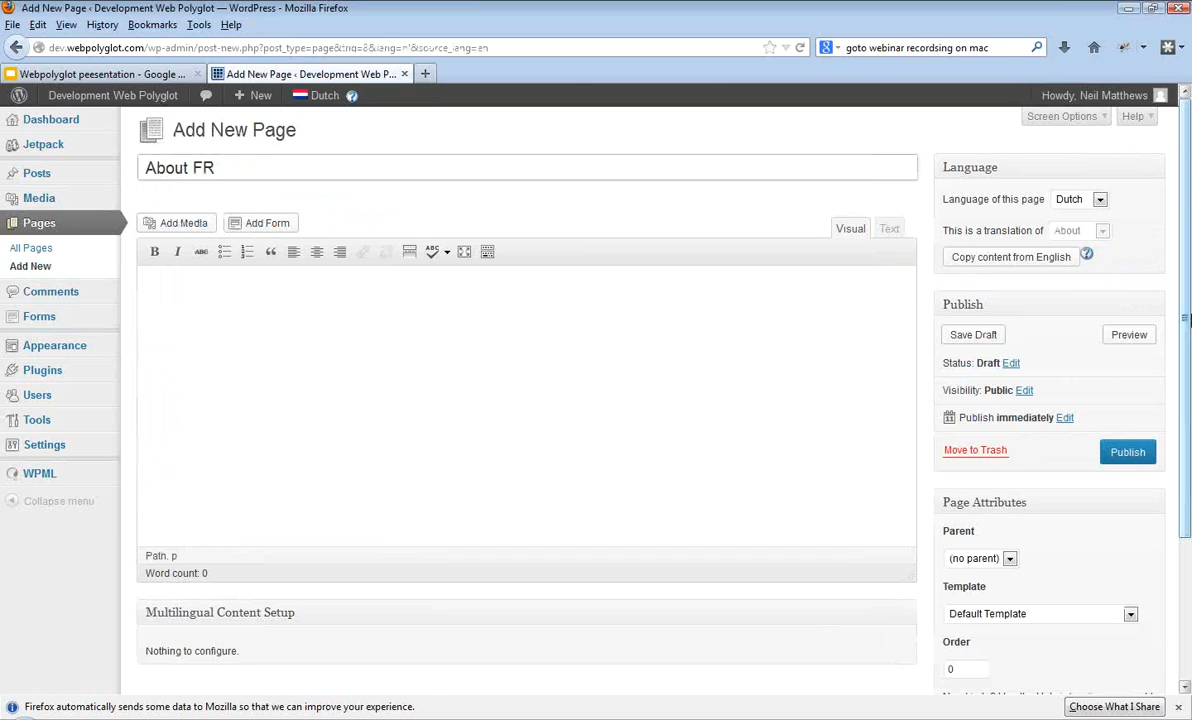 Add New Page ‹ Development Web Polyglot — WordPress - Mozilla Firefox
File Edit View History Bookmarks Tools Help
dev.webpolyglot.com/wp-admin/post-new.php?post_type=page&
goto webinar recordsing on mac
Webpolyglot peesentation - Google ...
Add New Page ‹ Development Web P...
Development Web Polyglot + New Dutch
Howdy, Neil Matthews
Dashboard
Jetpack
Posts
Media
Pages
All Pages
Add New
Comments
Forms
Appearance
Plugins
Users
Tools
Settings
WPML
Collapse menu
Screen Options Help
Add New Page
About FR
Add Media Add Form
Visual Text
B I ABC ABC
Path: p
Word count: 0
Multilingual Content Setup
Nothing to configure.
Language
Language of this page Dutch
This is a translation of About
Copy content from English
Publish
Save Draft Preview
Status: Draft Edit
Visibility: Public Edit
Publish immediately Edit
Move to Trash Publish
Page Attributes
Parent
(no parent)
Template
Default Template
Order
0
Firefox automatically sends some data to Mozilla so that we can improve your experience.
Choose What I Share